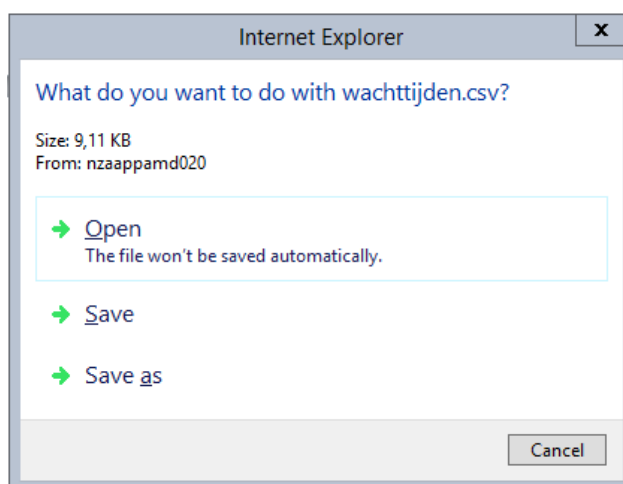 Internet Explorer
x
What do you want to do with wachttijden.csv?
Size: 9,11 KB
From: nzaappamd020
Open
The file won't be saved automatically.
Save
Save as
Cancel